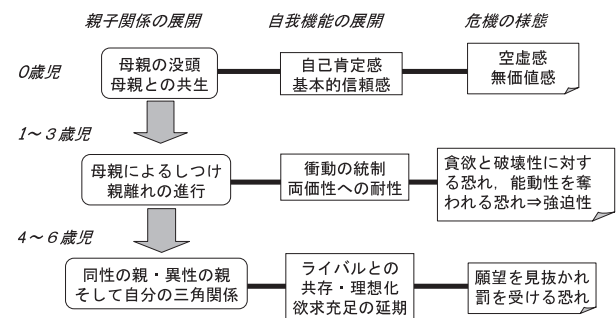 親子関係の展開
自我機能の展開
危機の様態
0歳児
母親の没頭
母親との共生
自己肯定感
基本的信頼感
空虚感
無価値感
1~3歳児
母親によるしつけ
親離れの進行
衝動の統制
両価性への耐性
貪欲と破壊性に対す
る恐れ，能動性を奪
われる恐れ⇒強迫性
4~6歳児
同性の親・異性の親
そして自分の三角関係
ライバルとの
共存・理想化
欲求充足の延期
願望を見抜かれ
罰を受ける恐れ